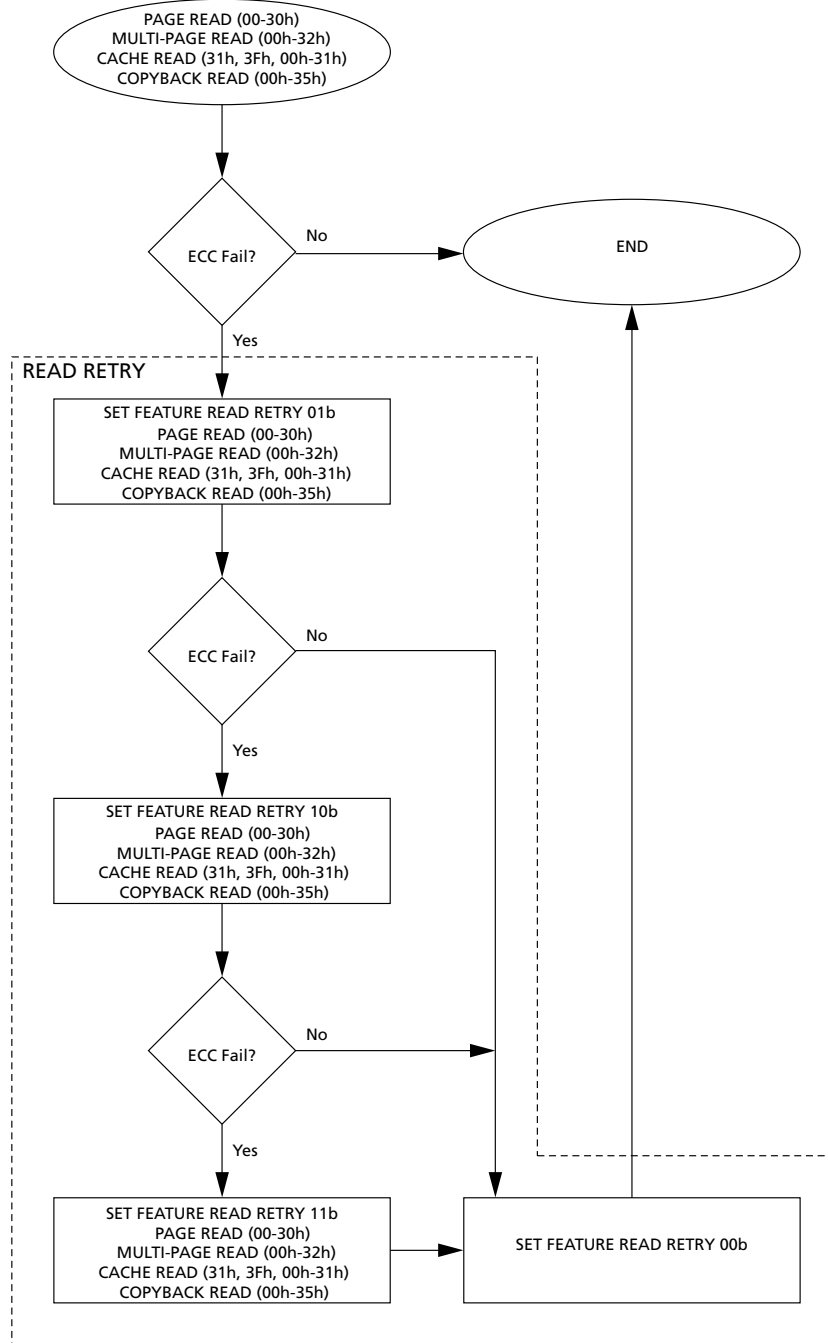 PAGE READ (00-30h)
MULTI-PAGE READ (00h-32h)
CACHE READ (31h, 3Fh, 00h-31h)
COPYBACK READ (00h-35h)
ECC Fail?
No
END
Yes
READ RETRY
SET FEATURE READ RETRY 01b
PAGE READ (00-30h)
MULTI-PAGE READ (00h-32h)
CACHE READ (31h, 3Fh, 00h-31h)
COPYBACK READ (00h-35h)
ECC Fail?
No
Yes
SET FEATURE READ RETRY 10b
PAGE READ (00-30h)
MULTI-PAGE READ (00h-32h)
CACHE READ (31h, 3Fh, 00h-31h)
COPYBACK READ (00h-35h)
ECC Fail?
No
Yes
SET FEATURE READ RETRY 11b
PAGE READ (00-30h)
MULTI-PAGE READ (00h-32h)
CACHE READ (31h, 3Fh, 00h-31h)
COPYBACK READ (00h-35h)
SET FEATURE READ RETRY 00b